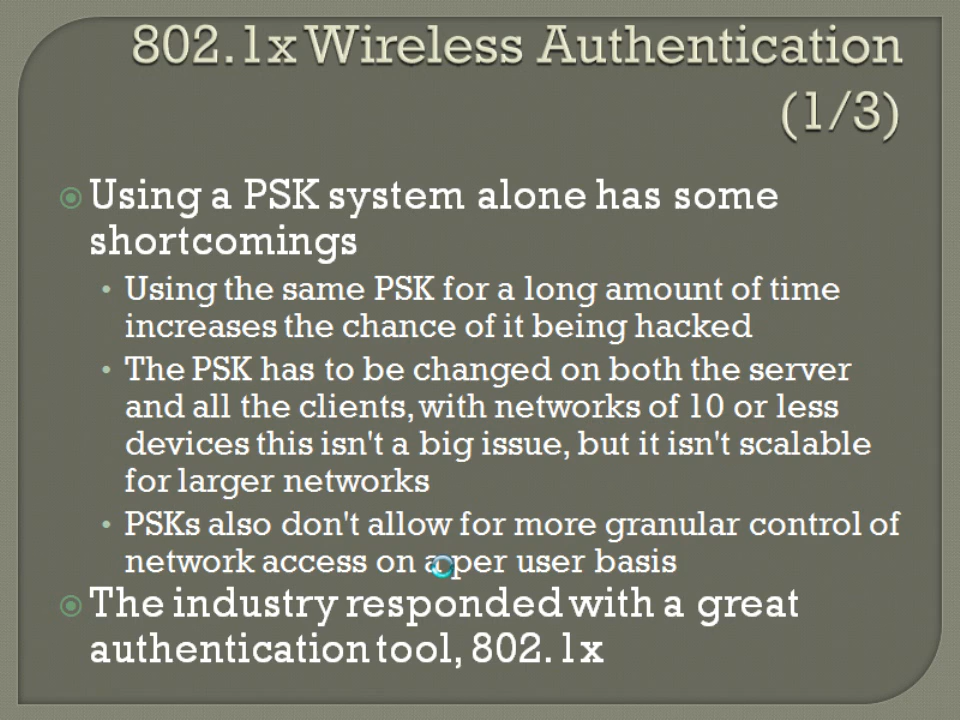 802.1x Wireless Authentication
(1/3)
Using a PSK system alone has some
shortcomings
Using the same PSK for a long amount of time
increases the chance of it being hacked
The PSK has to be changed on both the server
and all the clients, with networks of 10 or less
devices this isn't a big issue, but it isn't scalable
for larger networks
PSKs also don't allow for more granular control of
network access on a per user basis
The industry responded with a great
authentication tool, 802.1x